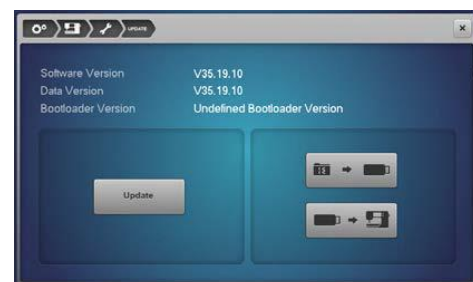 UPDATE
Software Version V35.19.10
Data Version V35.19.10
Bootloader Version Undefined Bootloader Version
Update